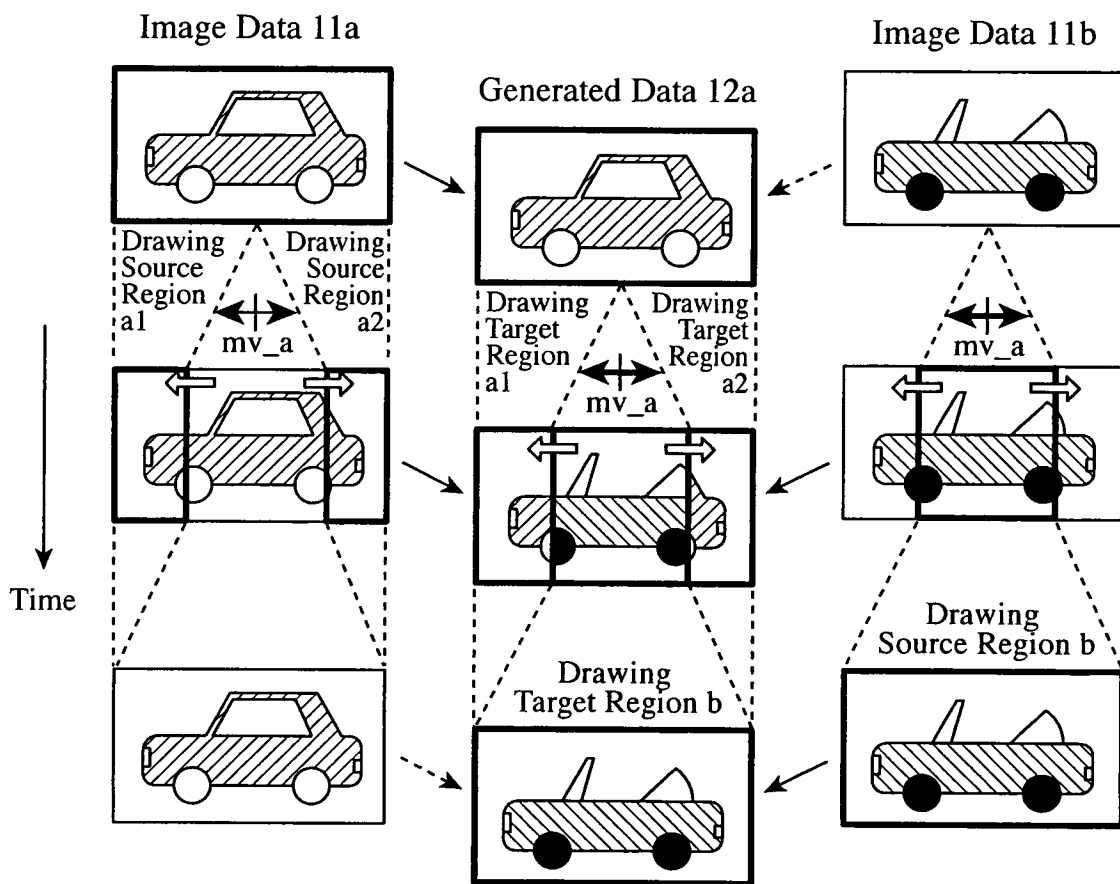 Image Data 11a
Image Data 11b
Generated Data 12a
Drawing
Source
Region
a1
Drawing
Source
Region
a2
mv_a
Drawing
Target
Region
a1
Drawing
Target
Region
a2
mv_a
mv_a
Time
Drawing
Target Region b
Drawing
Source Region b